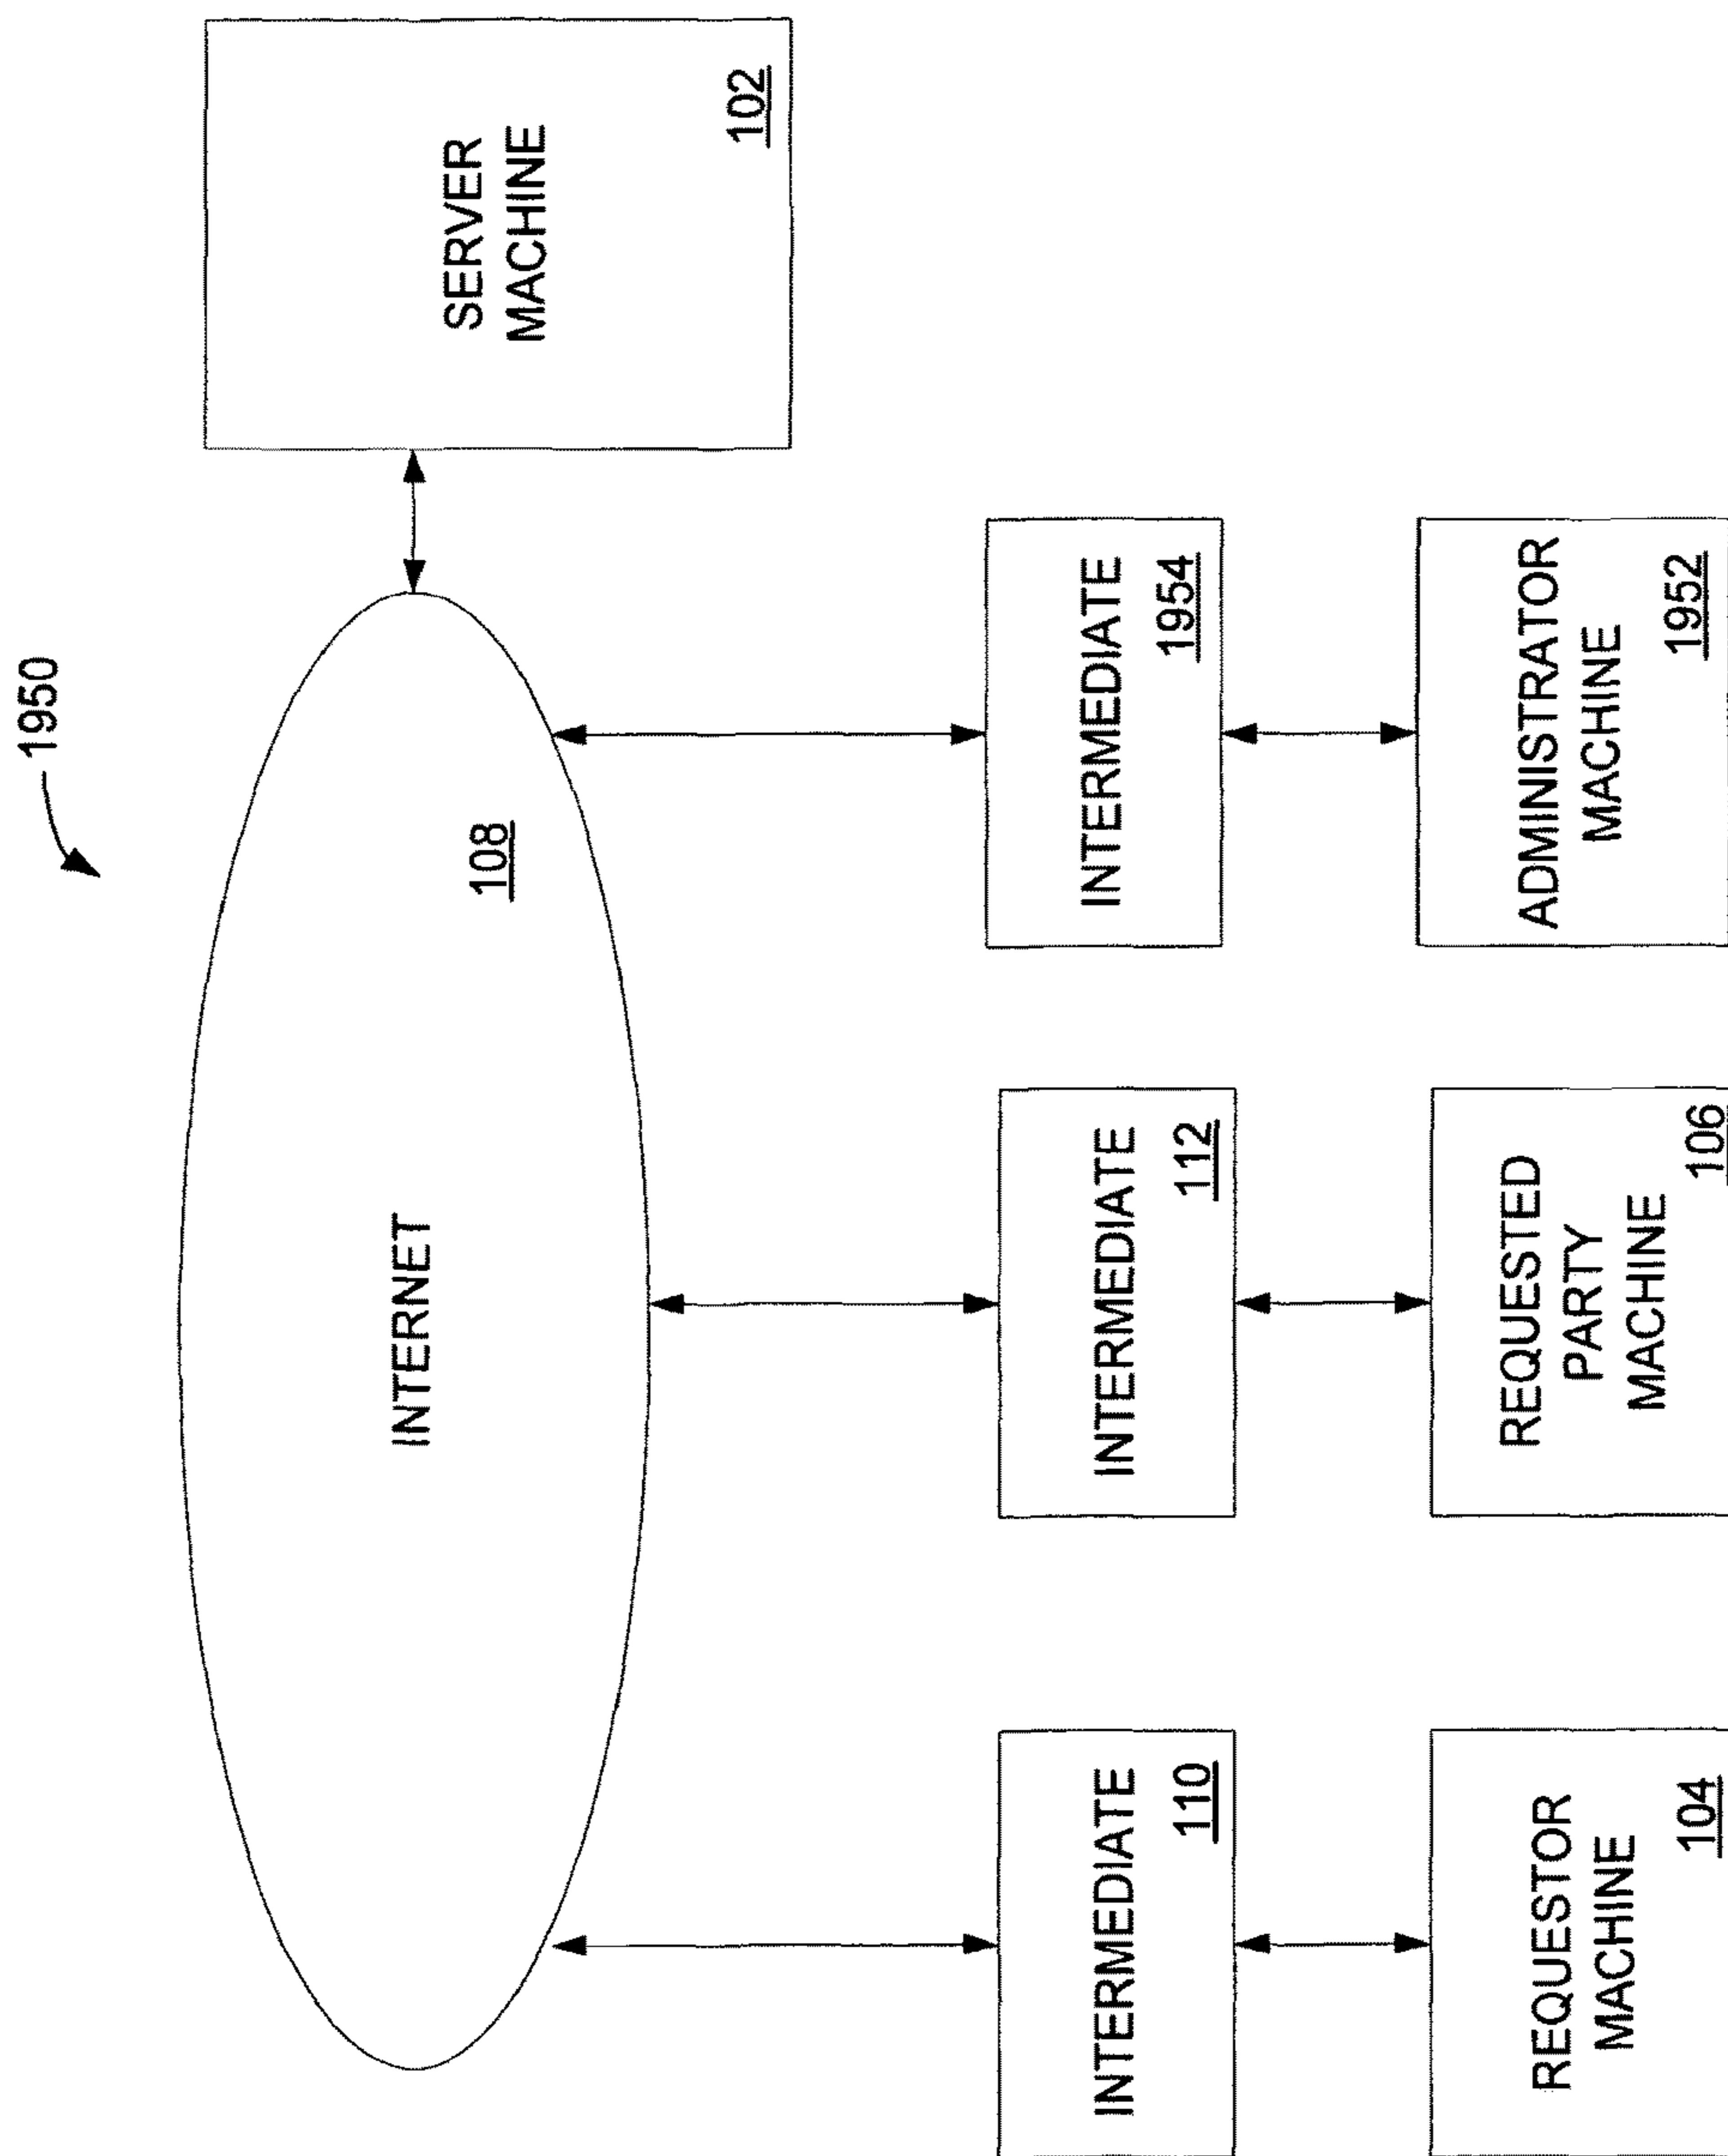 1950
INTERNET
108
SERVER
MACHINE
102
INTERMEDIATE
110
INTERMEDIATE
112
INTERMEDIATE
1954
REQUESTOR
MACHINE
104
REQUESTED
PARTY
MACHINE
106
ADMINISTRATOR
MACHINE
1952